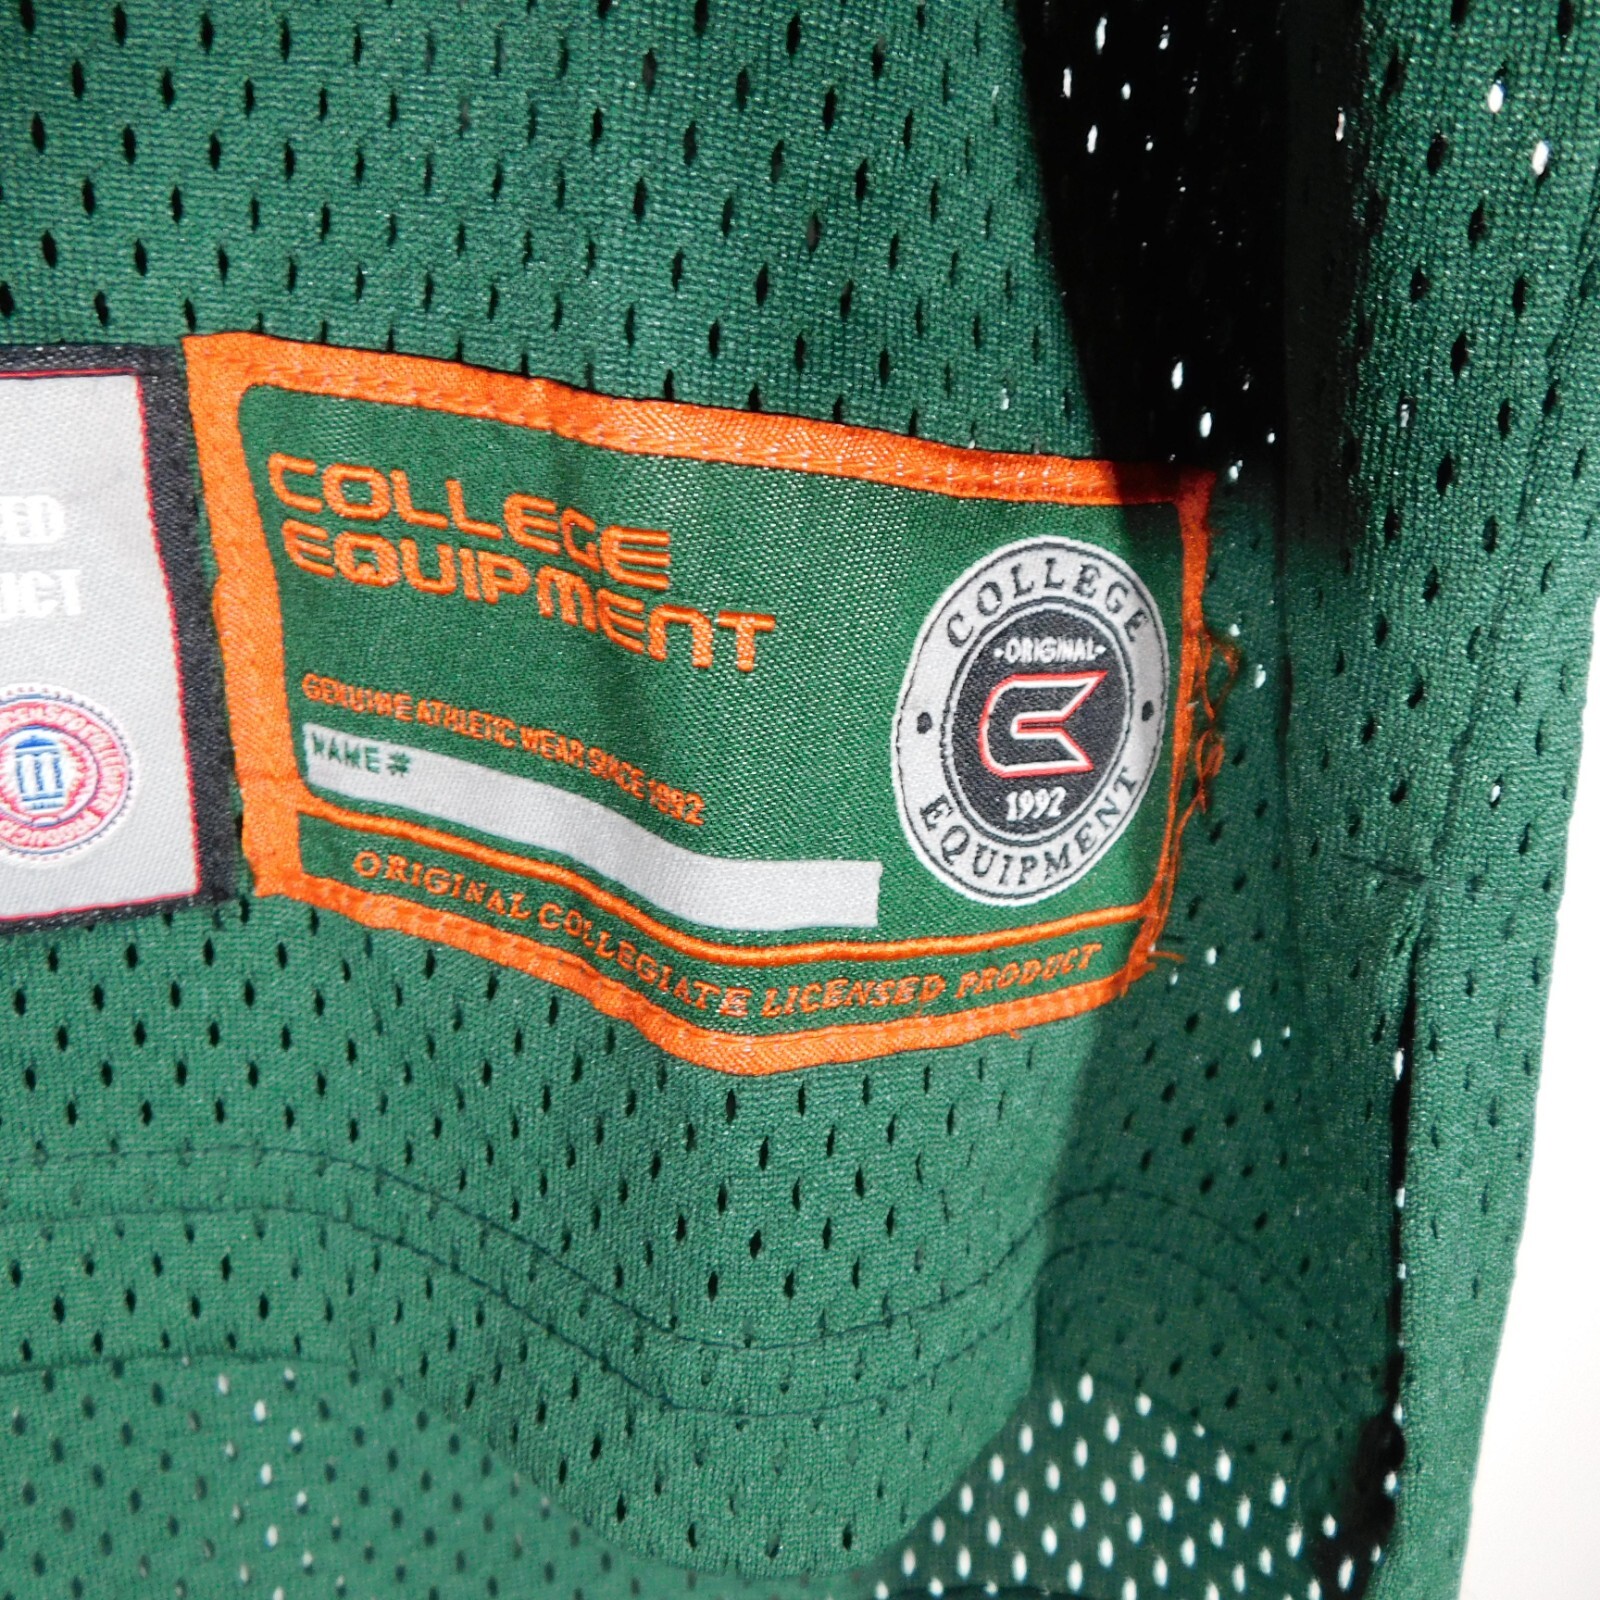 COLLEGE
EQUIPMENT
GENUINE ATHLETIC WEAR SINCE 1992
NAME #
ORIGINAL COLLEGIATE LICENSED PRODUCT
COLLEGE
-ORIGINAL-
1992
EQUIPMENT